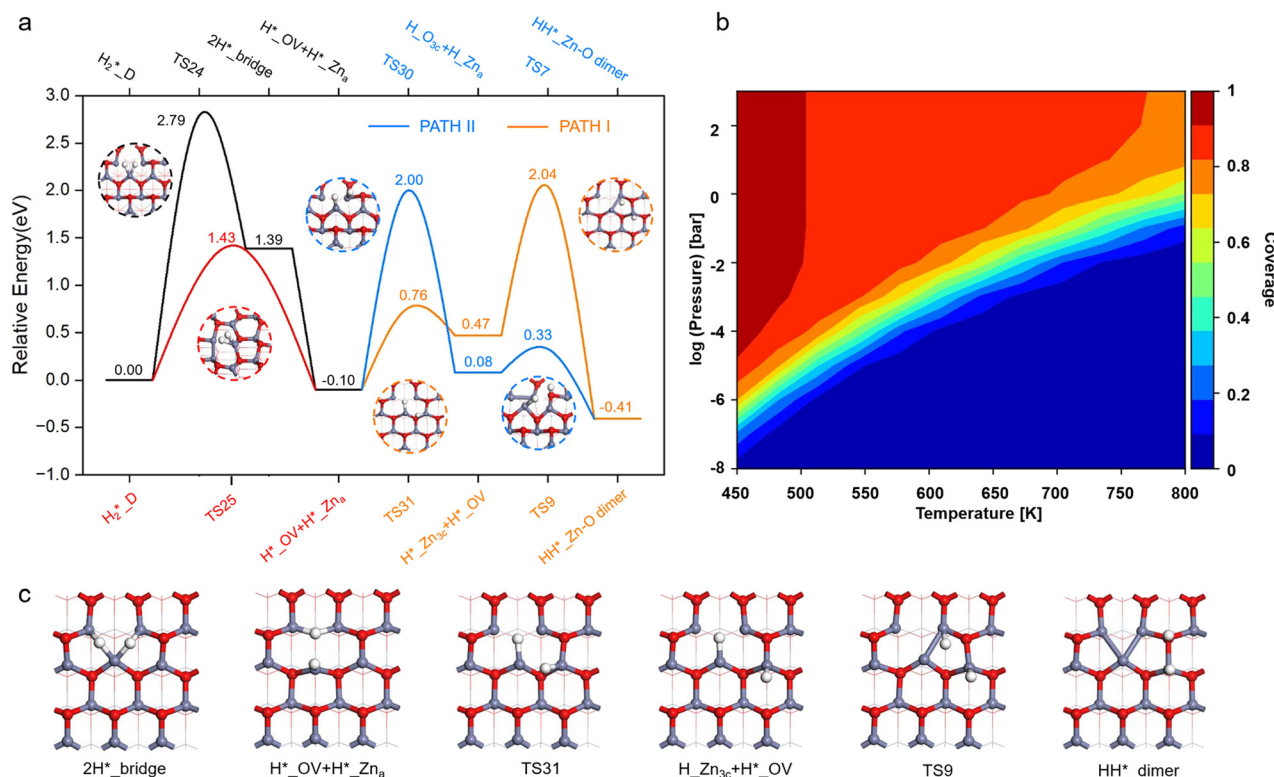 a
H₂*_D
TS24
2H*_bridge
H*_OV+H*_Znₐ
TS30
H_O₃c+H_Znₐ
TS7
HH*_Zn-O dimer
Relative Energy(eV)
3.0
2.5
2.0
1.5
1.0
0.5
0.0
−0.5
−1.0
PATH II
PATH I
2.79
2.00
2.04
1.43
1.39
0.76
0.47
0.33
0.08
0.00
-0.10
-0.41
H₂*_D
TS25
H*_OV+H*_Znₐ
TS31
H*_Zn₃c+H*_OV
TS9
HH*_Zn-O dimer
b
log (Pressure) [bar]
2
0
-2
-4
-6
-8
450 500 550 600 650 700 750 800
Temperature [K]
1
0.8
0.6
0.4
0.2
0
Coverage
c
2H*_bridge
H*_OV+H*_Znₐ
TS31
H_Zn₃c+H*_OV
TS9
HH*_dimer